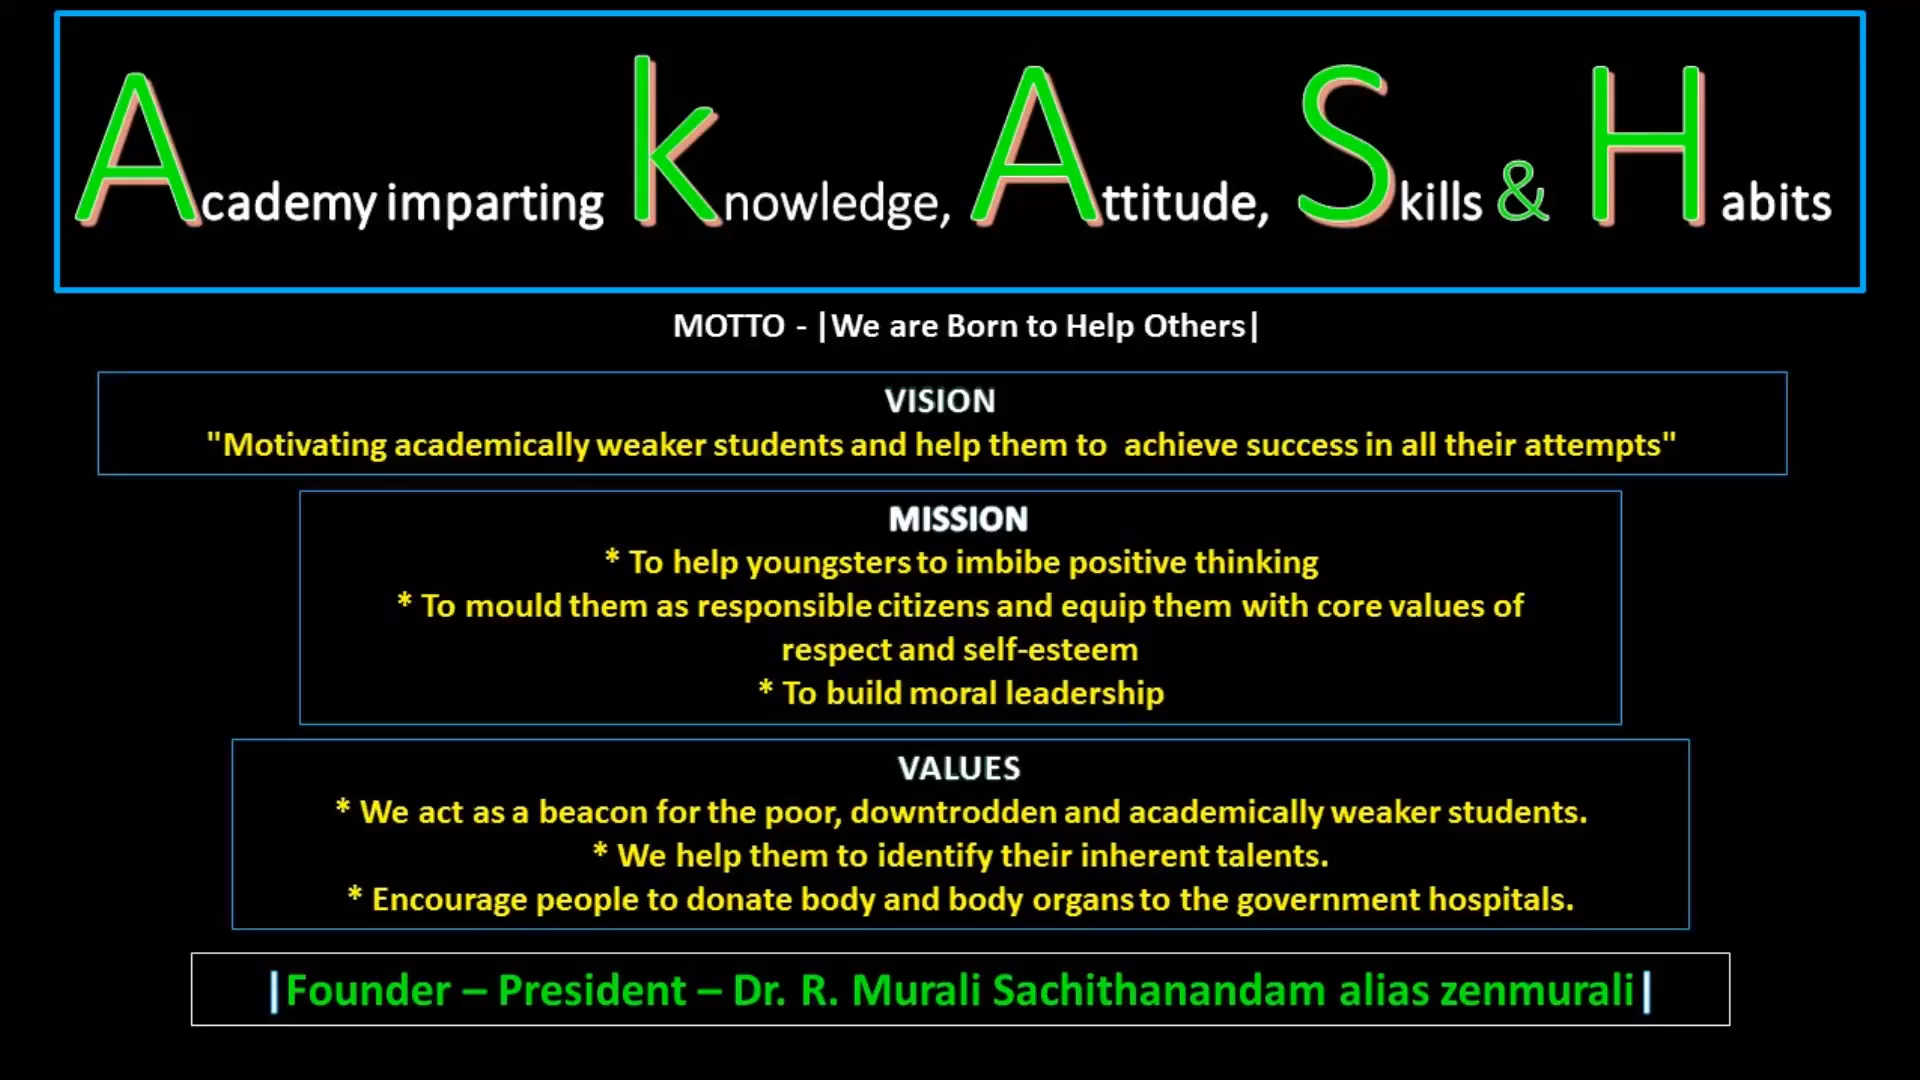 Academy imparting knowledge, Attitude, Skills & Habits
MOTTO - |We are Born to Help Others|
VISION
"Motivating academically weaker students and help them to achieve success in all their attempts"
MISSION
* To help youngsters to imbibe positive thinking
* To mould them as responsible citizens and equip them with core values of
respect and self-esteem
* To build moral leadership
VALUES
* We act as a beacon for the poor, downtrodden and academically weaker students.
* We help them to identify their inherent talents.
* Encourage people to donate body and body organs to the government hospitals.
|Founder – President – Dr. R. Murali Sachithanandam alias zenmurali|